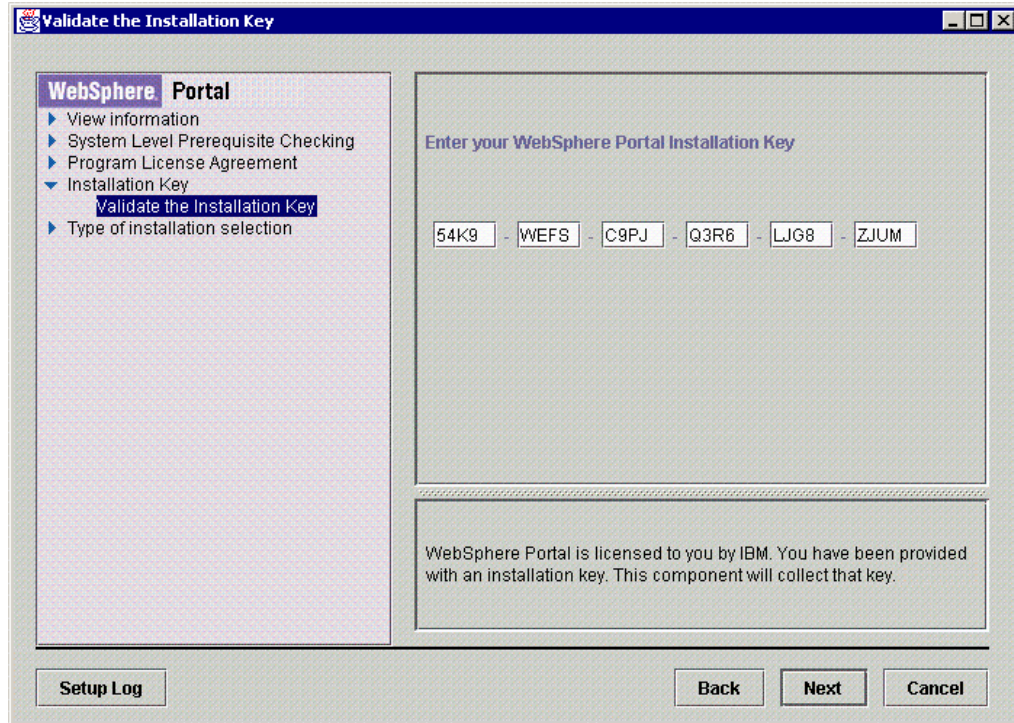 Validate the Installation Key
WebSphere. Portal
View information
System Level Prerequisite Checking
Program License Agreement
Installation Key
Validate the Installation Key
Type of installation selection
Enter your WebSphere Portal Installation Key
54K9 - WEFS - C9PJ - Q3R6 - LJG8 - ZJUM
WebSphere Portal is licensed to you by IBM. You have been provided
with an installation key. This component will collect that key.
Setup Log
Back Next Cancel